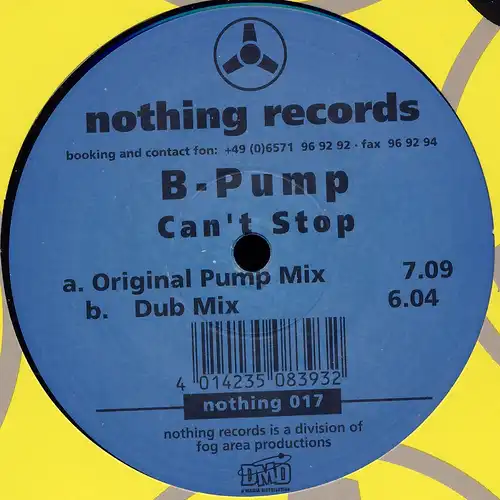 nothing records
booking and contact fon: +49 (0)6571 96 92 92 · fax 96 92 94
B-Pump
Can't Stop
a. Original Pump Mix 7.09
b. Dub Mix 6.04
4 014235 083932
nothing 017
nothing records is a division of
fog area productions
DMD